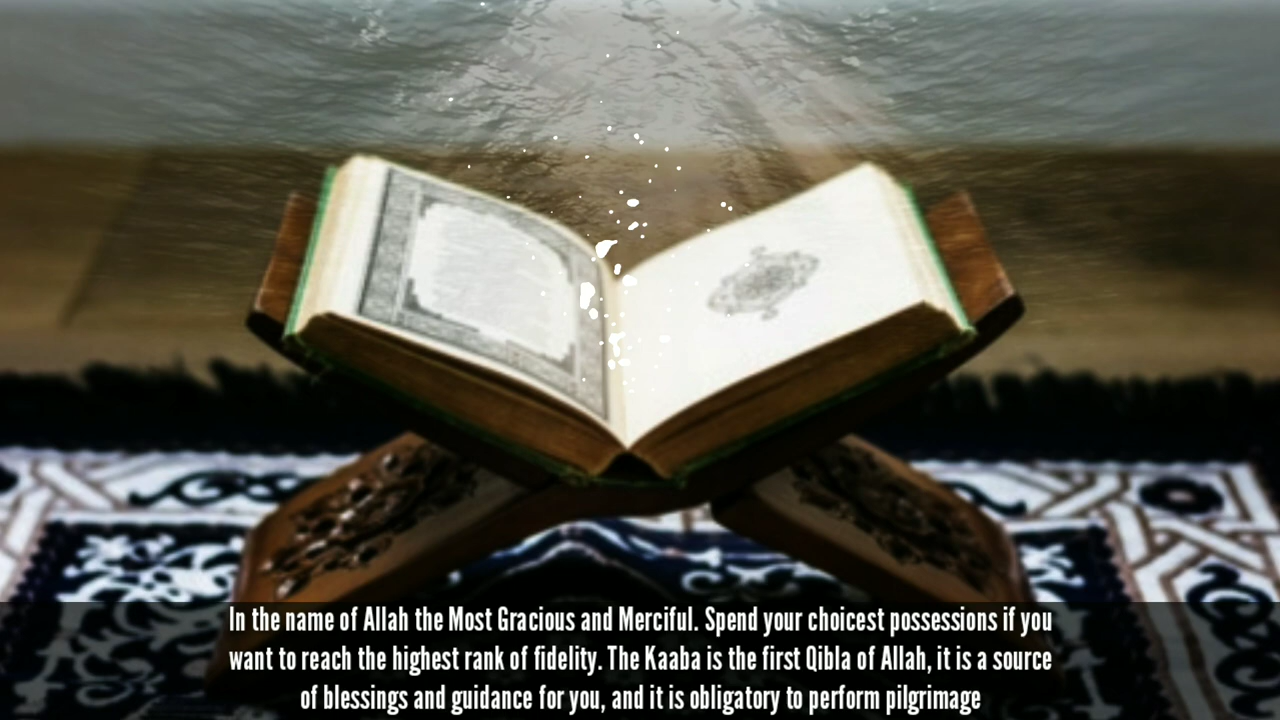 In the name of Allah the Most Gracious and Merciful. Spend your choicest possessions if you
want to reach the highest rank of fidelity. The Kaaba is the first Qibla of Allah, it is a source
of blessings and guidance for you, and it is obligatory to perform pilgrimage